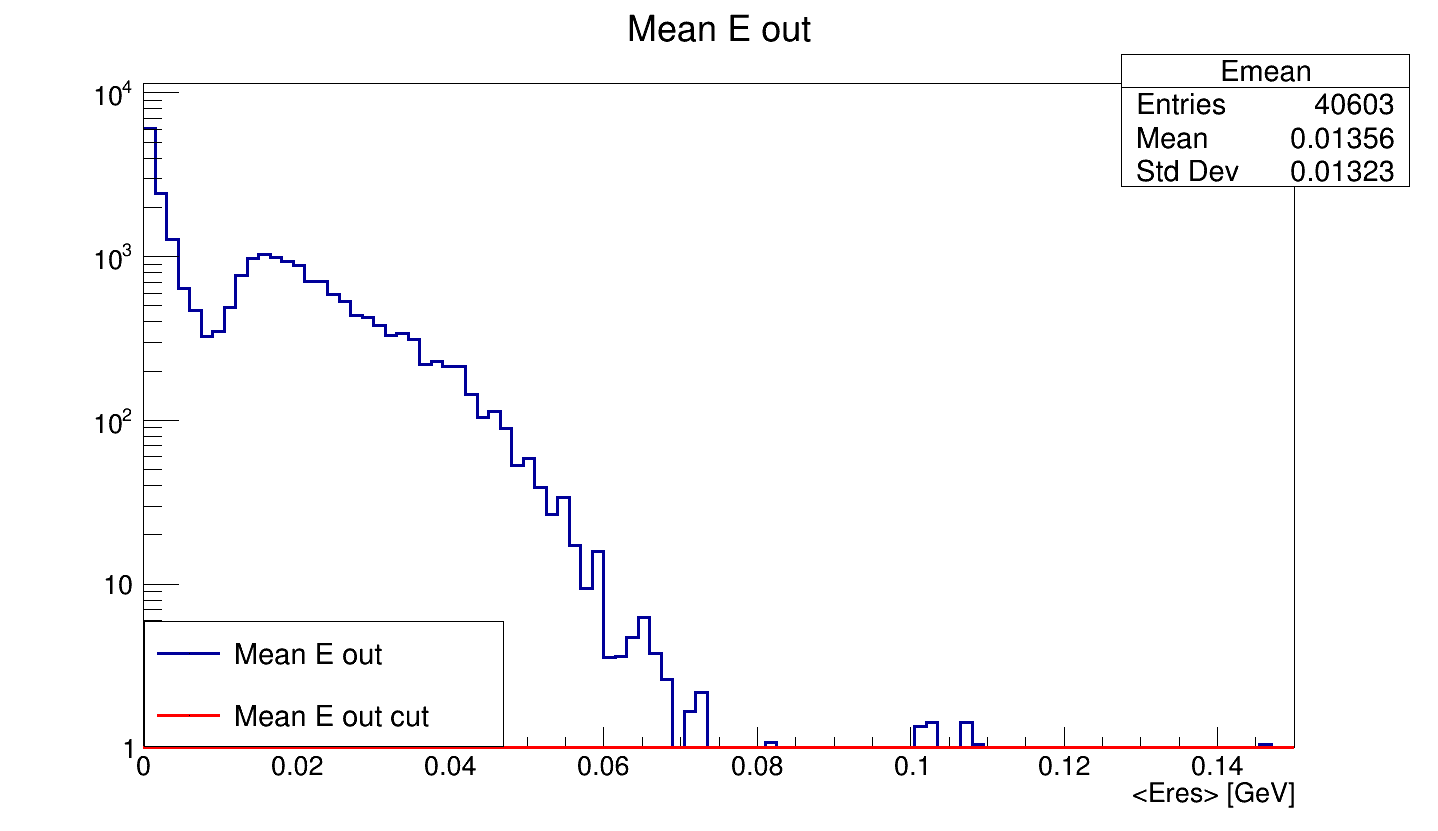 Mean E out
Emean
Entries 40603
Mean 0.01356
Std Dev 0.01323
10^4
10^3
10^2
10
1
Mean E out
Mean E out cut
0 0.02 0.04 0.06 0.08 0.1 0.12 0.14
<Eres> [GeV]